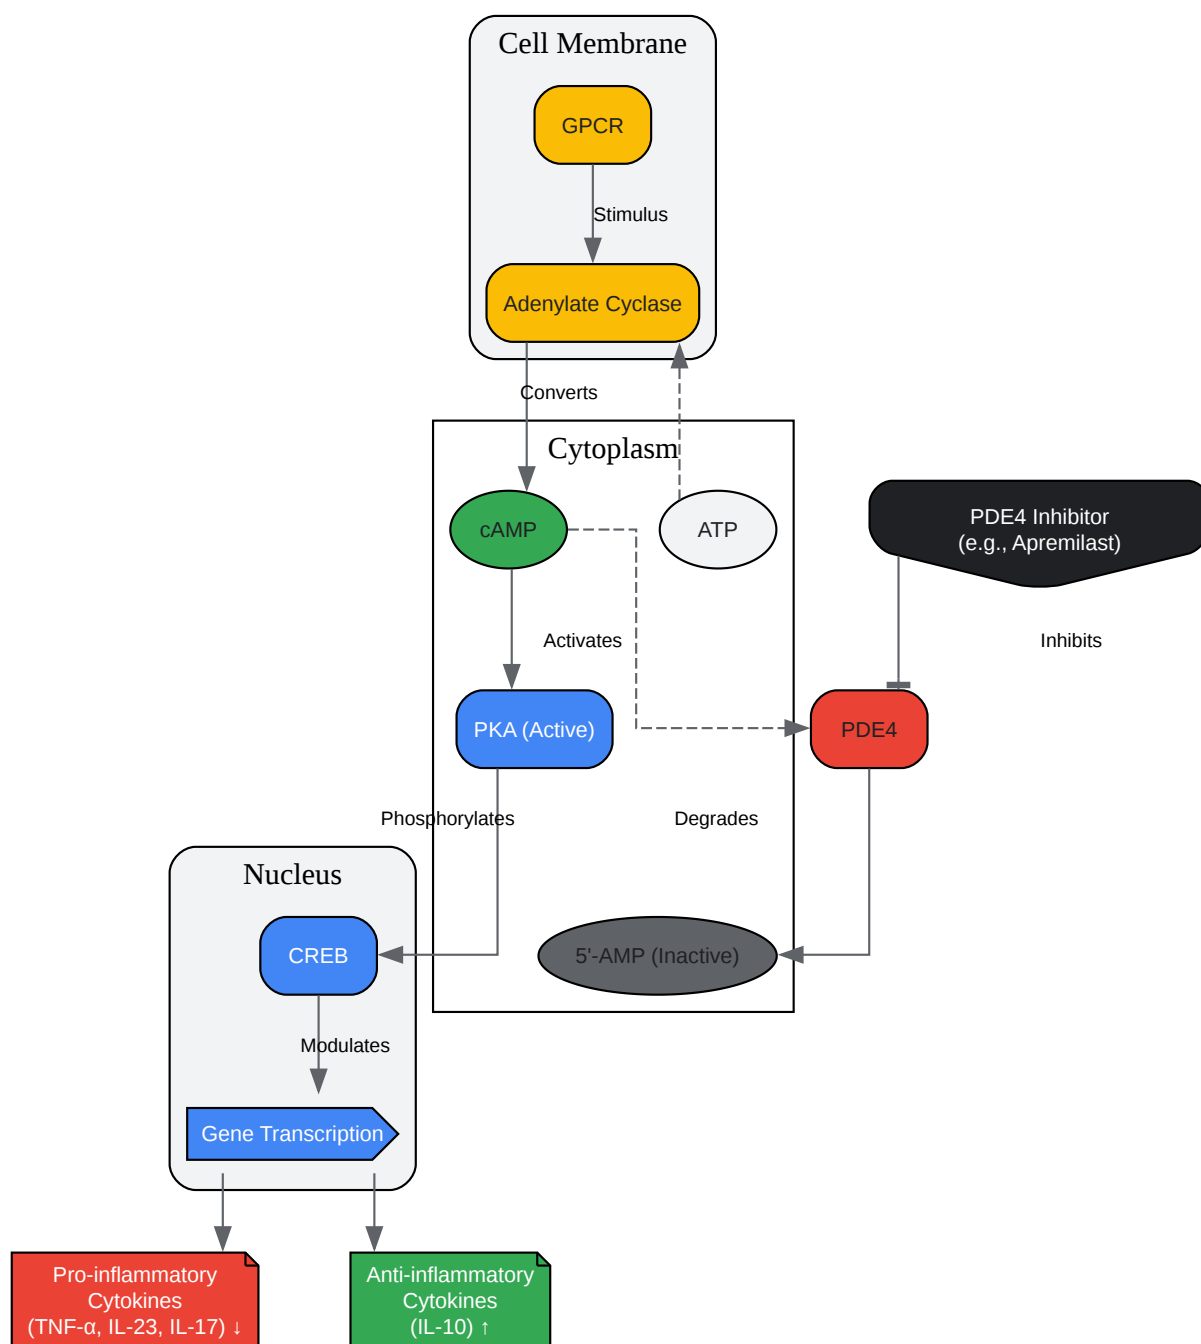 Cell Membrane
GPCR
Stimulus
Adenylate Cyclase
Converts
Cytoplasm
cAMP
ATP
PDE4 Inhibitor
(e.g., Apremilast)
Activates
Inhibits
PKA (Active)
PDE4
Phosphorylates
Degrades
Nucleus
CREB
5'-AMP (Inactive)
Modulates
Gene Transcription
Pro-inflammatory
Cytokines
(TNF-α, IL-23, IL-17) ↓
Anti-inflammatory
Cytokines
(IL-10) ↑